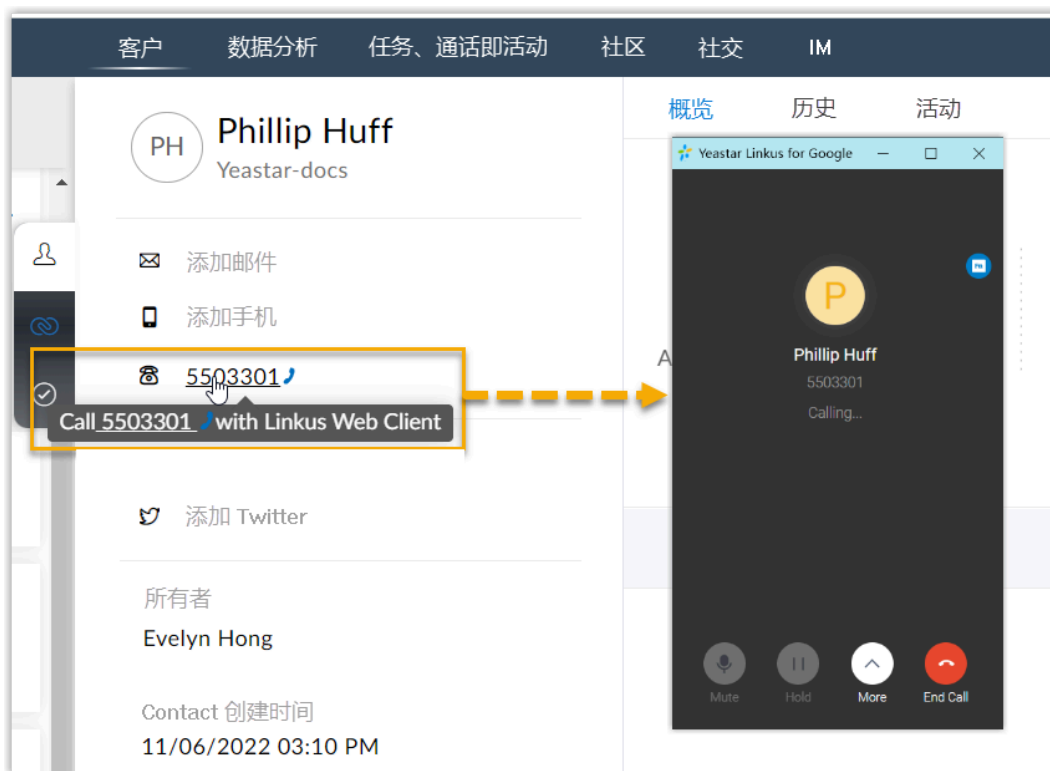 客户 数据分析 任务、通话即活动 社区 社交 IM
PH
Phillip Huff
Yeastar-docs
添加邮件
添加手机
5503301
Call 5503301 with Linkus Web Client
添加 Twitter
所有者
Evelyn Hong
Contact 创建时间
11/06/2022 03:10 PM
概览 历史 活动
A
Yeastar Linkus for Google
P
Phillip Huff
5503301
Calling...
Mute Hold More End Call